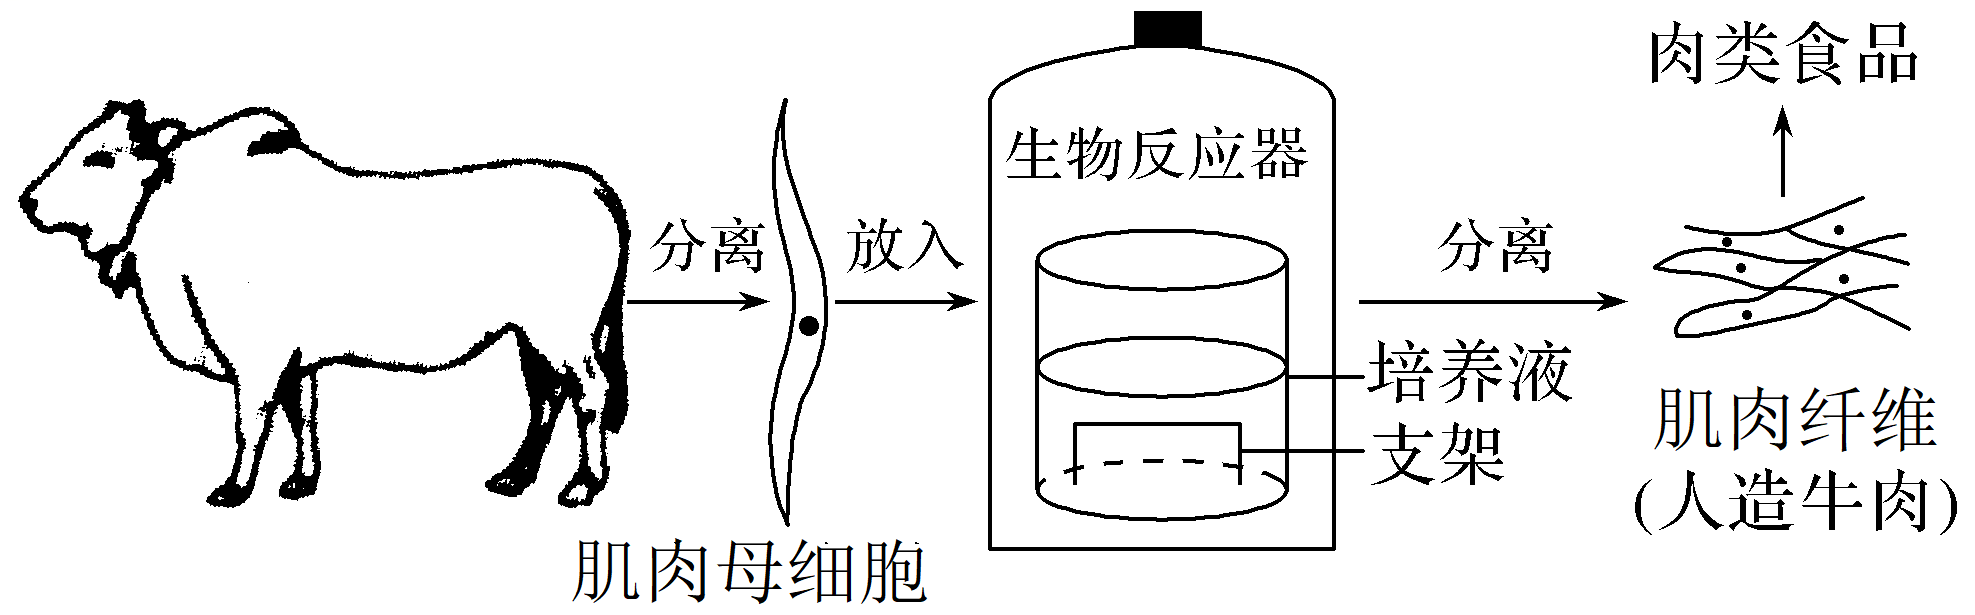 分离
肌肉母细胞
放入
生物反应器
培养液
支架
分离
肉类食品
肌肉纤维
(人造牛肉)